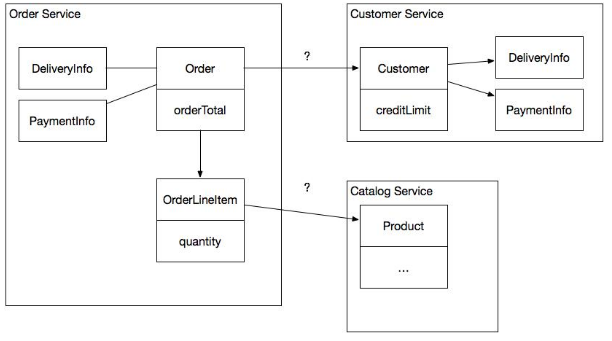 Order Service
DeliveryInfo
PaymentInfo
Order
orderTotal
OrderLineItem
quantity
?
?
Customer Service
Customer
creditLimit
DeliveryInfo
PaymentInfo
Catalog Service
Product
...